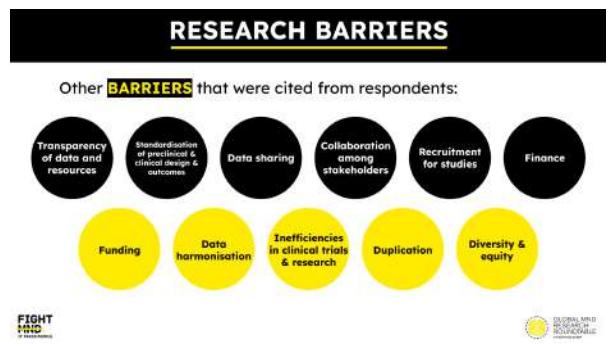 RESEARCH BARRIERS
Other BARRIERS that were cited from respondents:
Transparency
of data and
resources
Standardisation
of preclinical &
clinical design &
outcomes
Data sharing
Collaboration
among
stakeholders
Recruitment
for studies
Finance
Funding
Data
harmonisation
Inefficiencies
in clinical trials
& research
Duplication
Diversity &
equity
FIGHT
MND
GLOBAL MND
RESEARCH
ROUNDTABLE